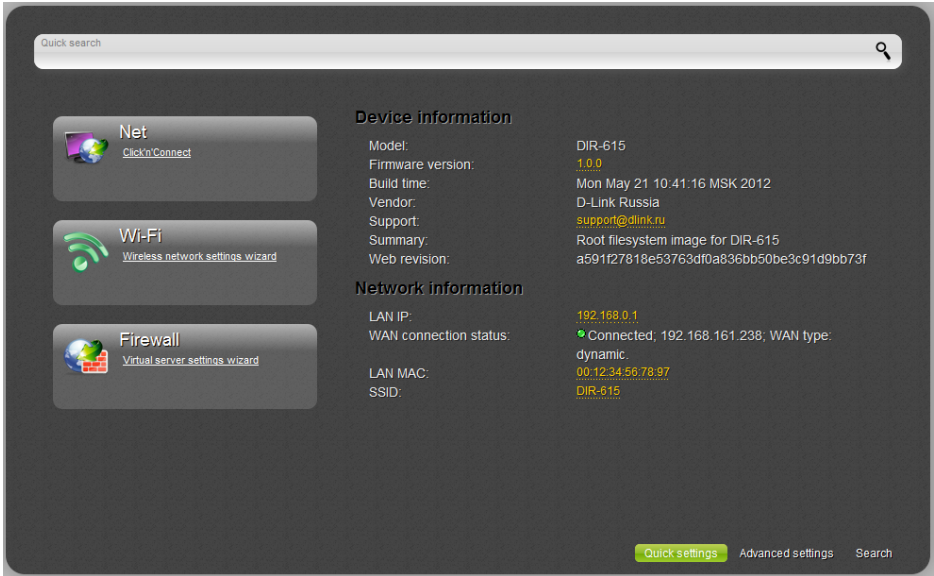 Quick search
Net
Click'n'Connect
Wi-Fi
Wireless network settings wizard
Firewall
Virtual server settings wizard
Device information
Model: DIR-615
Firmware version: 1.0.0
Build time: Mon May 21 10:41:16 MSK 2012
Vendor: D-Link Russia
Support: support@dlink.ru
Summary: Root filesystem image for DIR-615
Web revision: a591f27818e53763df0a836bb50be3c91d9bb73f
Network information
LAN IP: 192.168.0.1
WAN connection status: Connected; 192.168.161.238; WAN type:
dynamic.
LAN MAC: 00:12:34:56:78:97
SSID: DIR-615
Quick settings Advanced settings Search